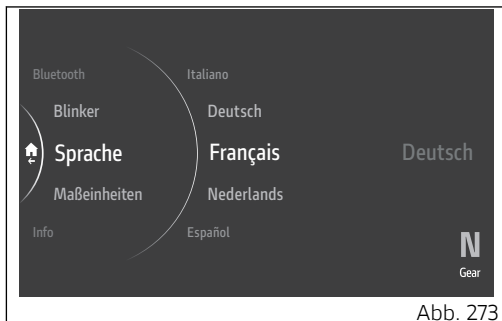 Bluetooth
Blinker
Sprache
Maßeinheiten
Info
Italiano
Deutsch
Français
Nederlands
Español
Deutsch
N
Gear
Abb. 273